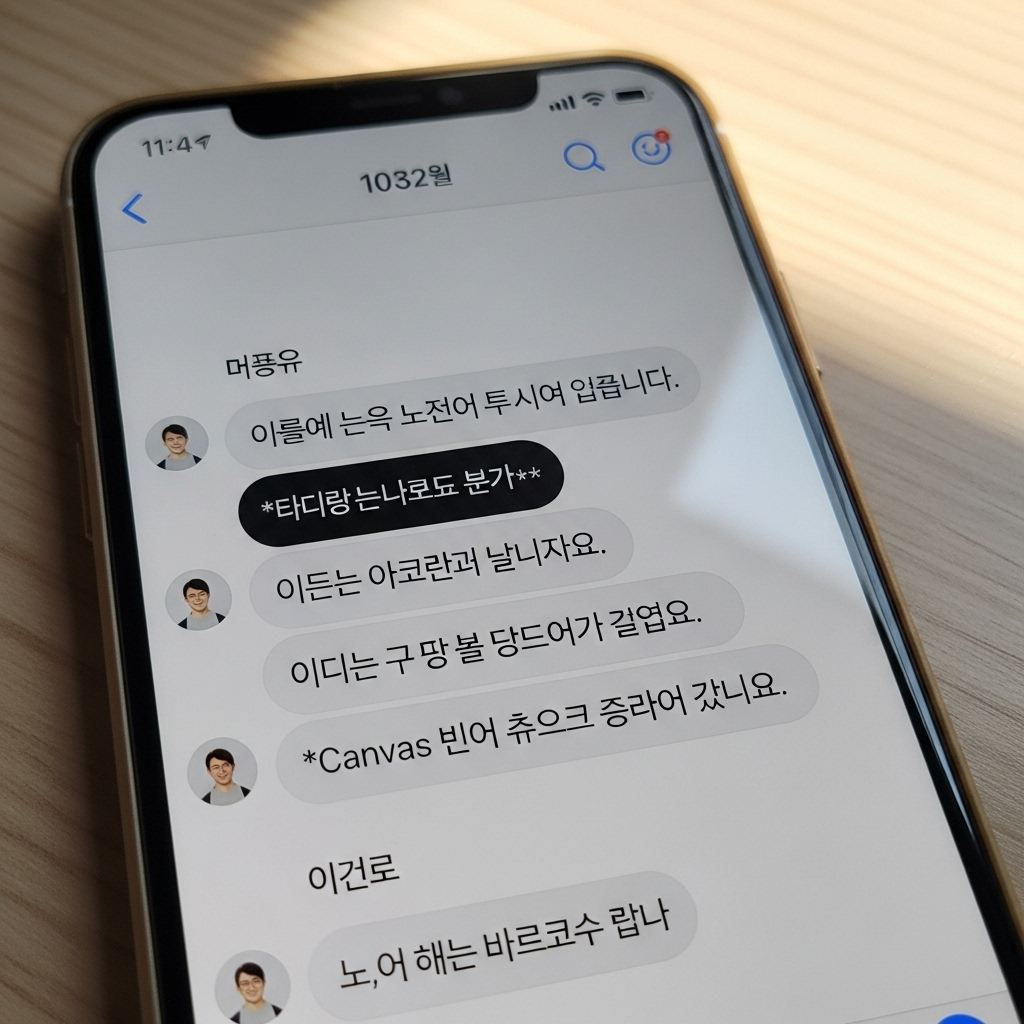 11:4
1032월
머퓽유
이를예 는윽 노전어 투시여 입픕니다.
*타디랑 는나로됴 분가**
이든는 아코란괴 날니자요.
이디는 구 땅 볼 당드어가 걸엽요.
*Canvas 빈어 츄으크 증라어 갔니요.
이건로
노,어 해는 바르코수 랍나